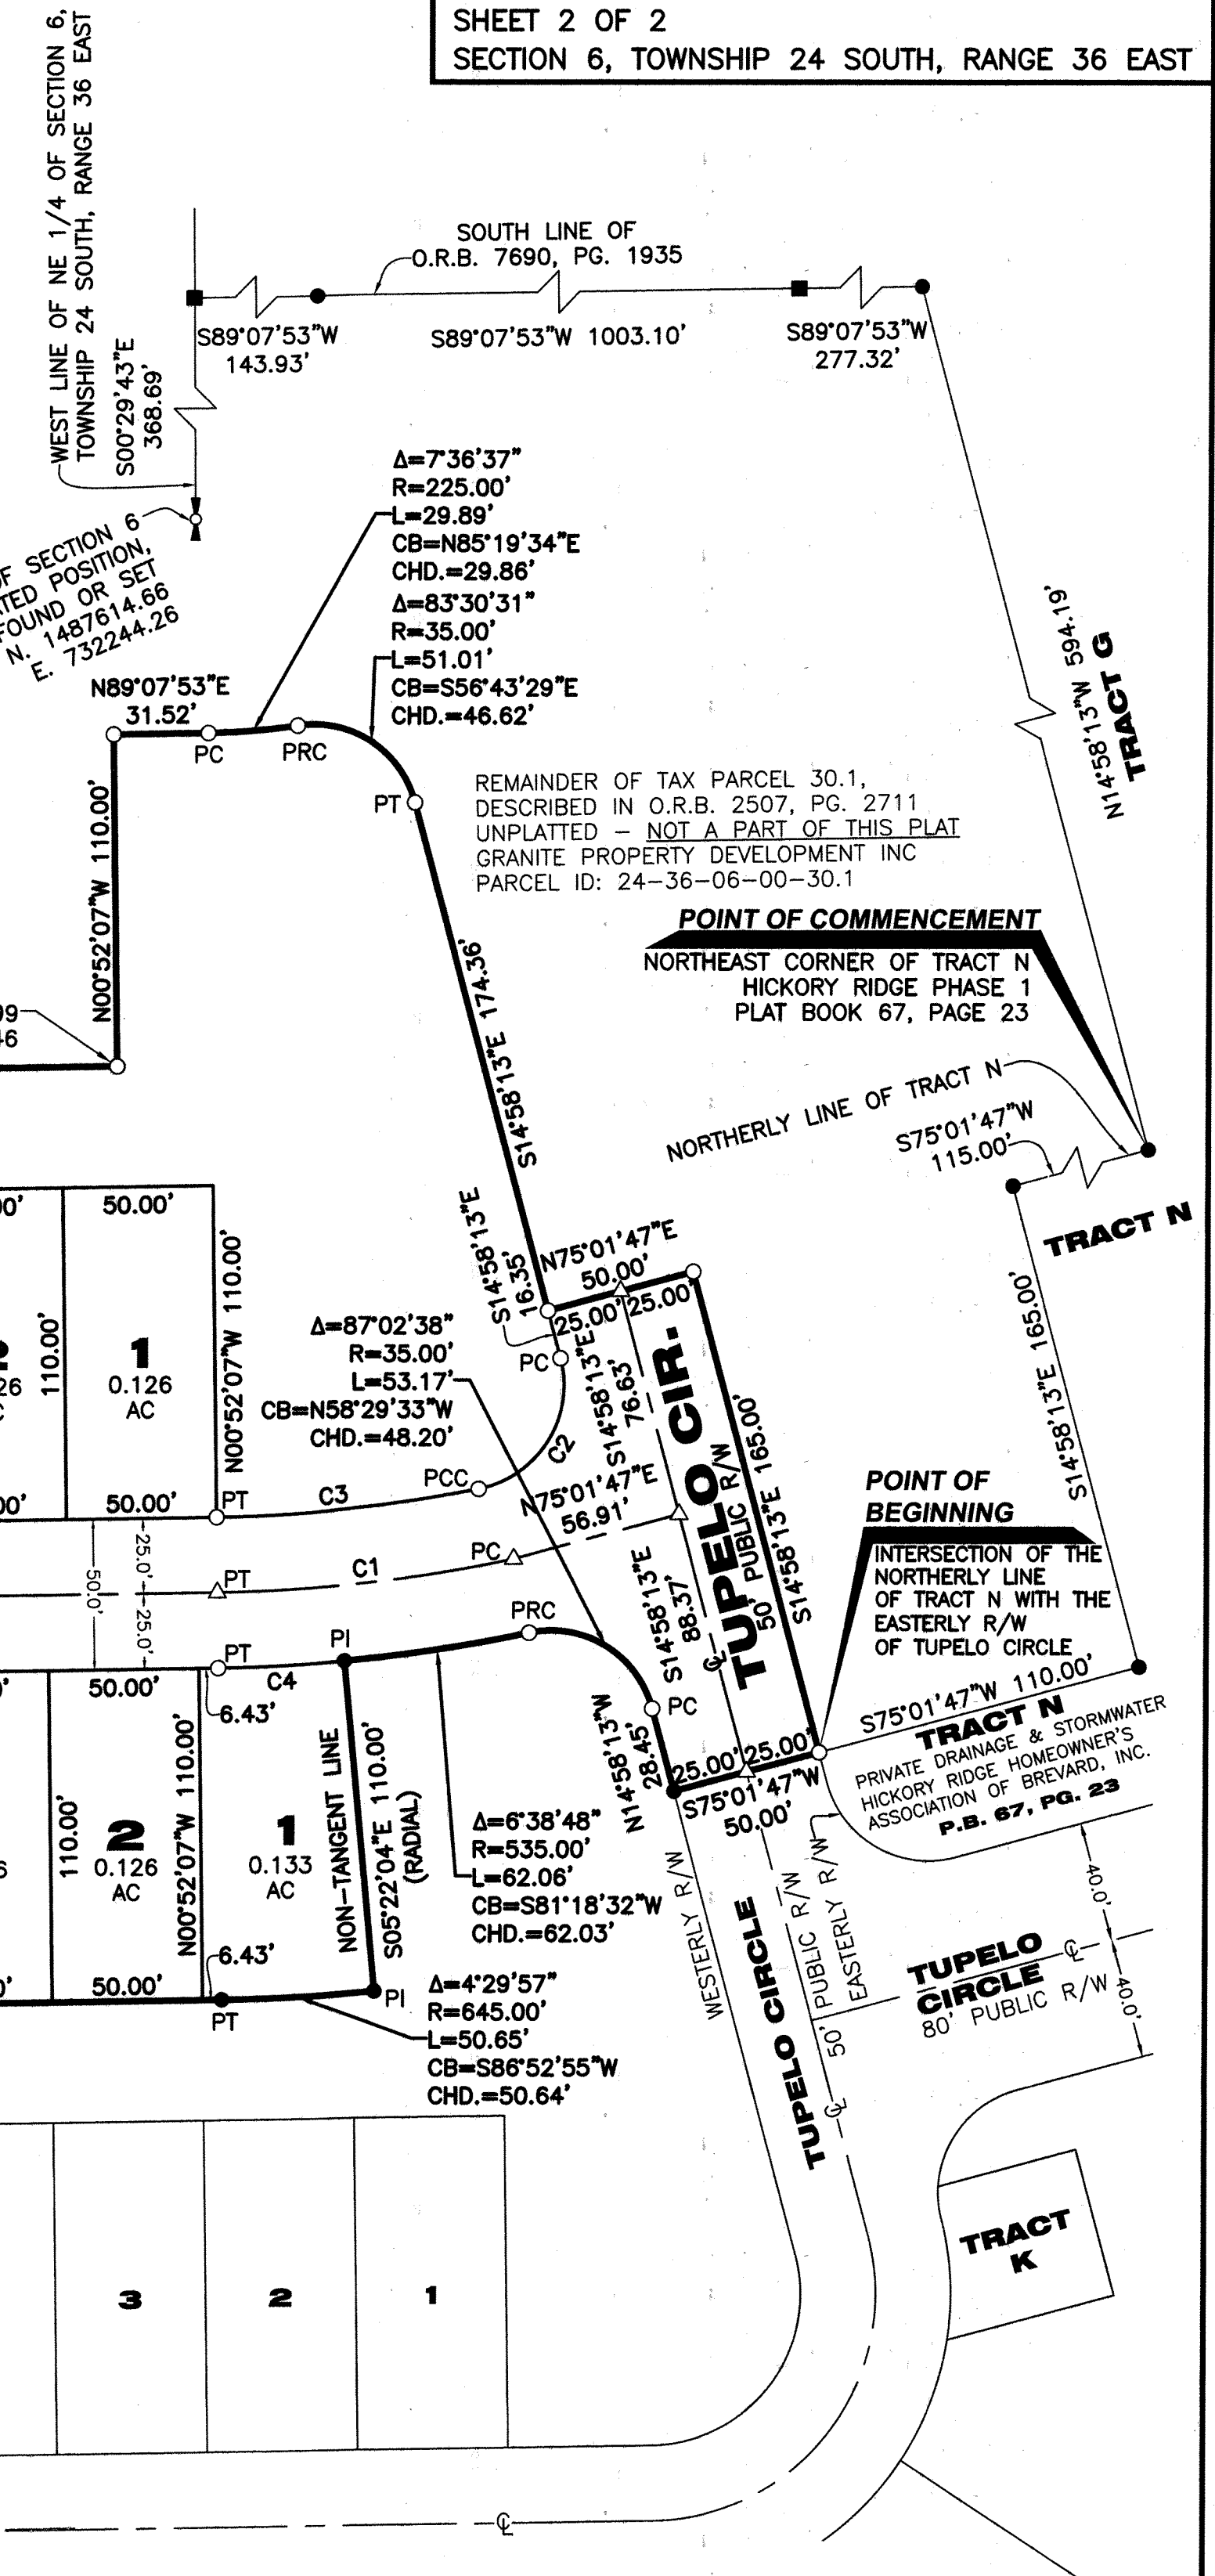 SHEET 2 OF 2
SECTION 6, TOWNSHIP 24 SOUTH, RANGE 36 EAST
WEST LINE OF NE 1/4 OF SECTION 6,
TOWNSHIP 24 SOUTH, RANGE 36 EAST
S00°29'43"E
368.69'
SOUTH LINE OF
O.R.B. 7690, PG. 1935
S89°07'53"W
143.93'
S89°07'53"W 1003.10'
S89°07'53"W
277.32'
OF SECTION 6
POSITION,
FOUND OR SET
N. 1487614.66
E. 732244.26
Δ=7°36'37"
R=225.00'
L=29.89'
CB=N85°19'34"E
CHD.=29.86'
Δ=83°30'31"
R=35.00'
L=51.01'
CB=S56°43'29"E
CHD.=46.62'
N14°58'13"W 594.19'
TRACT G
N89°07'53"E
31.52'
PC
PRC
PT
N00°52'07"W 110.00'
REMAINDER OF TAX PARCEL 30.1,
DESCRIBED IN O.R.B. 2507, PG. 2711
UNPLATTED – NOT A PART OF THIS PLAT
GRANITE PROPERTY DEVELOPMENT INC
PARCEL ID: 24–36–06–00–30.1
POINT OF COMMENCEMENT
NORTHEAST CORNER OF TRACT N
HICKORY RIDGE PHASE 1
PLAT BOOK 67, PAGE 23
S14°58'13"E 174.36'
NORTHERLY LINE OF TRACT N
S75°01'47"W
115.00'
TRACT N
50.00'
110.00'
1
0.126
AC
N00°52'07"W 110.00'
50.00'
S14°58'13"E
16.35'
N75°01'47"E
50.00'
25.00'
25.00'
Δ=87°02'38"
R=35.00'
L=53.17'
CB=N58°29'33"W
CHD.=48.20'
PC
S14°58'13"E
76.63'
TUPELO CIR.
50' PUBLIC R/W
S14°58'13"E 165.00'
S14°58'13"E 165.00'
C2
PCC
C3
PT
N75°01'47"E
56.91'
PC
C1
PT
25.0'
50.0'
25.0'
S14°58'13"E
88.37'
℄
POINT OF
BEGINNING
INTERSECTION OF THE
NORTHERLY LINE
OF TRACT N WITH THE
EASTERLY R/W
OF TUPELO CIRCLE
PRC
PI
PT
C4
50.00'
6.43'
PC
N14°58'13"W
28.45'
25.00'
25.00'
S75°01'47"W
50.00'
S75°01'47"W 110.00'
TRACT N
PRIVATE DRAINAGE & STORMWATER
HICKORY RIDGE HOMEOWNER'S
ASSOCIATION OF BREVARD, INC.
P.B. 67, PG. 23
110.00'
2
0.126
AC
N00°52'07"W 110.00'
1
0.133
AC
NON–TANGENT LINE
S05°22'04"E 110.00'
(RADIAL)
Δ=6°38'48"
R=535.00'
L=62.06'
CB=S81°18'32"W
CHD.=62.03'
6.43'
50.00'
PT
PI
Δ=4°29'57"
R=645.00'
L=50.65'
CB=S86°52'55"W
CHD.=50.64'
WESTERLY R/W
TUPELO CIRCLE
50' PUBLIC R/W
EASTERLY R/W
℄
40.0'
TUPELO
CIRCLE
80' PUBLIC R/W
℄
40.0'
TRACT
K
3
2
1
℄